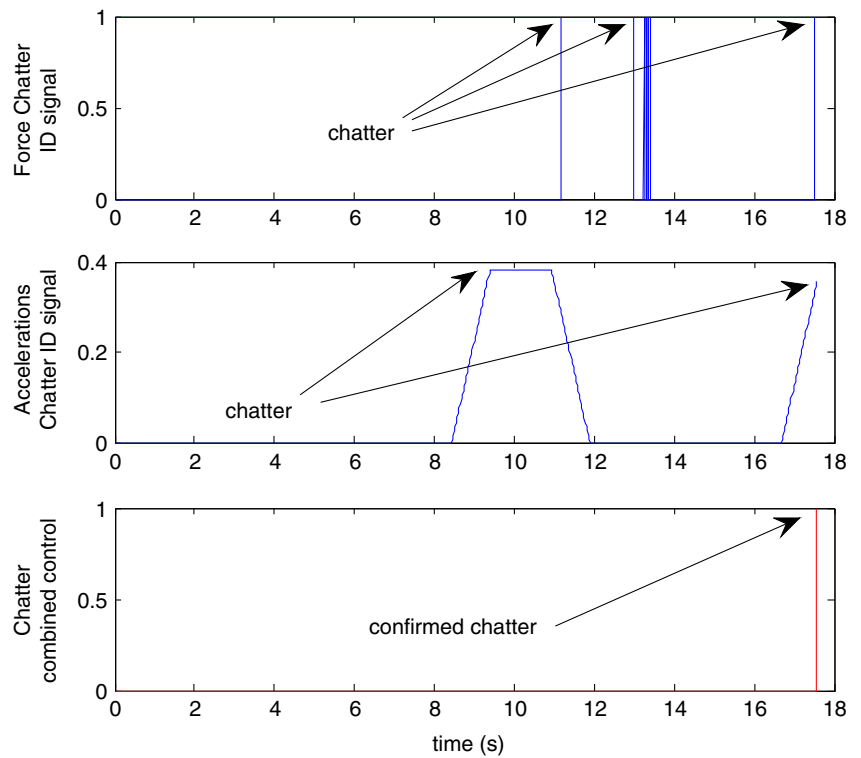 Force Chatter
ID signal
1
0.5
0
chatter
0 2 4 6 8 10 12 14 16 18
Accelerations
Chatter ID signal
0.4
0.2
0
chatter
0 2 4 6 8 10 12 14 16 18
Chatter
combined control
1
0.5
0
confirmed chatter
0 2 4 6 8 10 12 14 16 18
time (s)